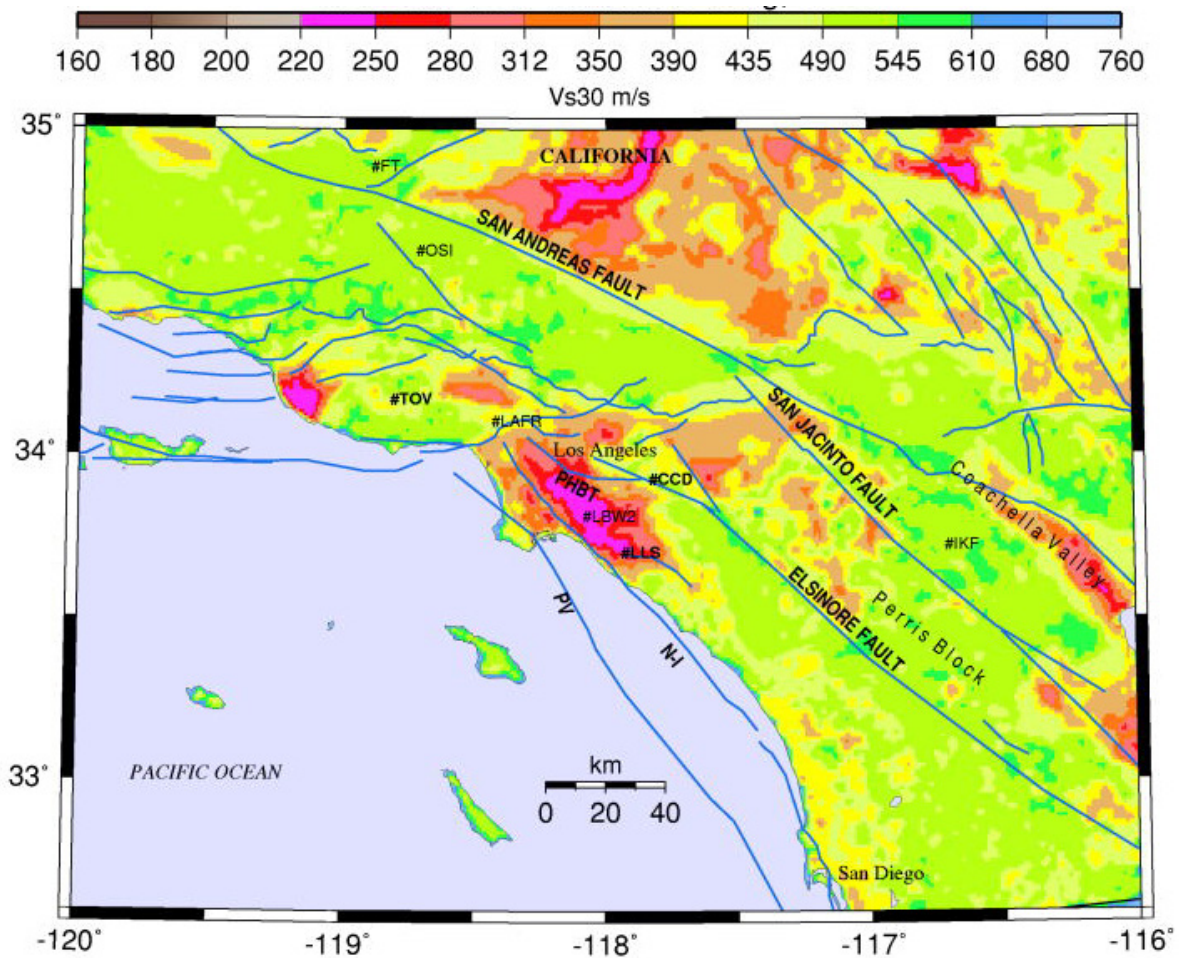 160 180 200 220 250 280 312 350 390 435 490 545 610 680 760
Vs30 m/s
35°
CALIFORNIA
#FT
#OSI
SAN ANDREAS FAULT
#TOV
#LAFR
34°
Los Angeles
SAN JACINTO FAULT
#CCD
PHBT
#LBW2
#LLS
Coachella Valley
#IKF
ELSINORE FAULT
Perris Block
PV
N-I
33°
PACIFIC OCEAN
km
0 20 40
San Diego
-120° -119° -118° -117° -116°